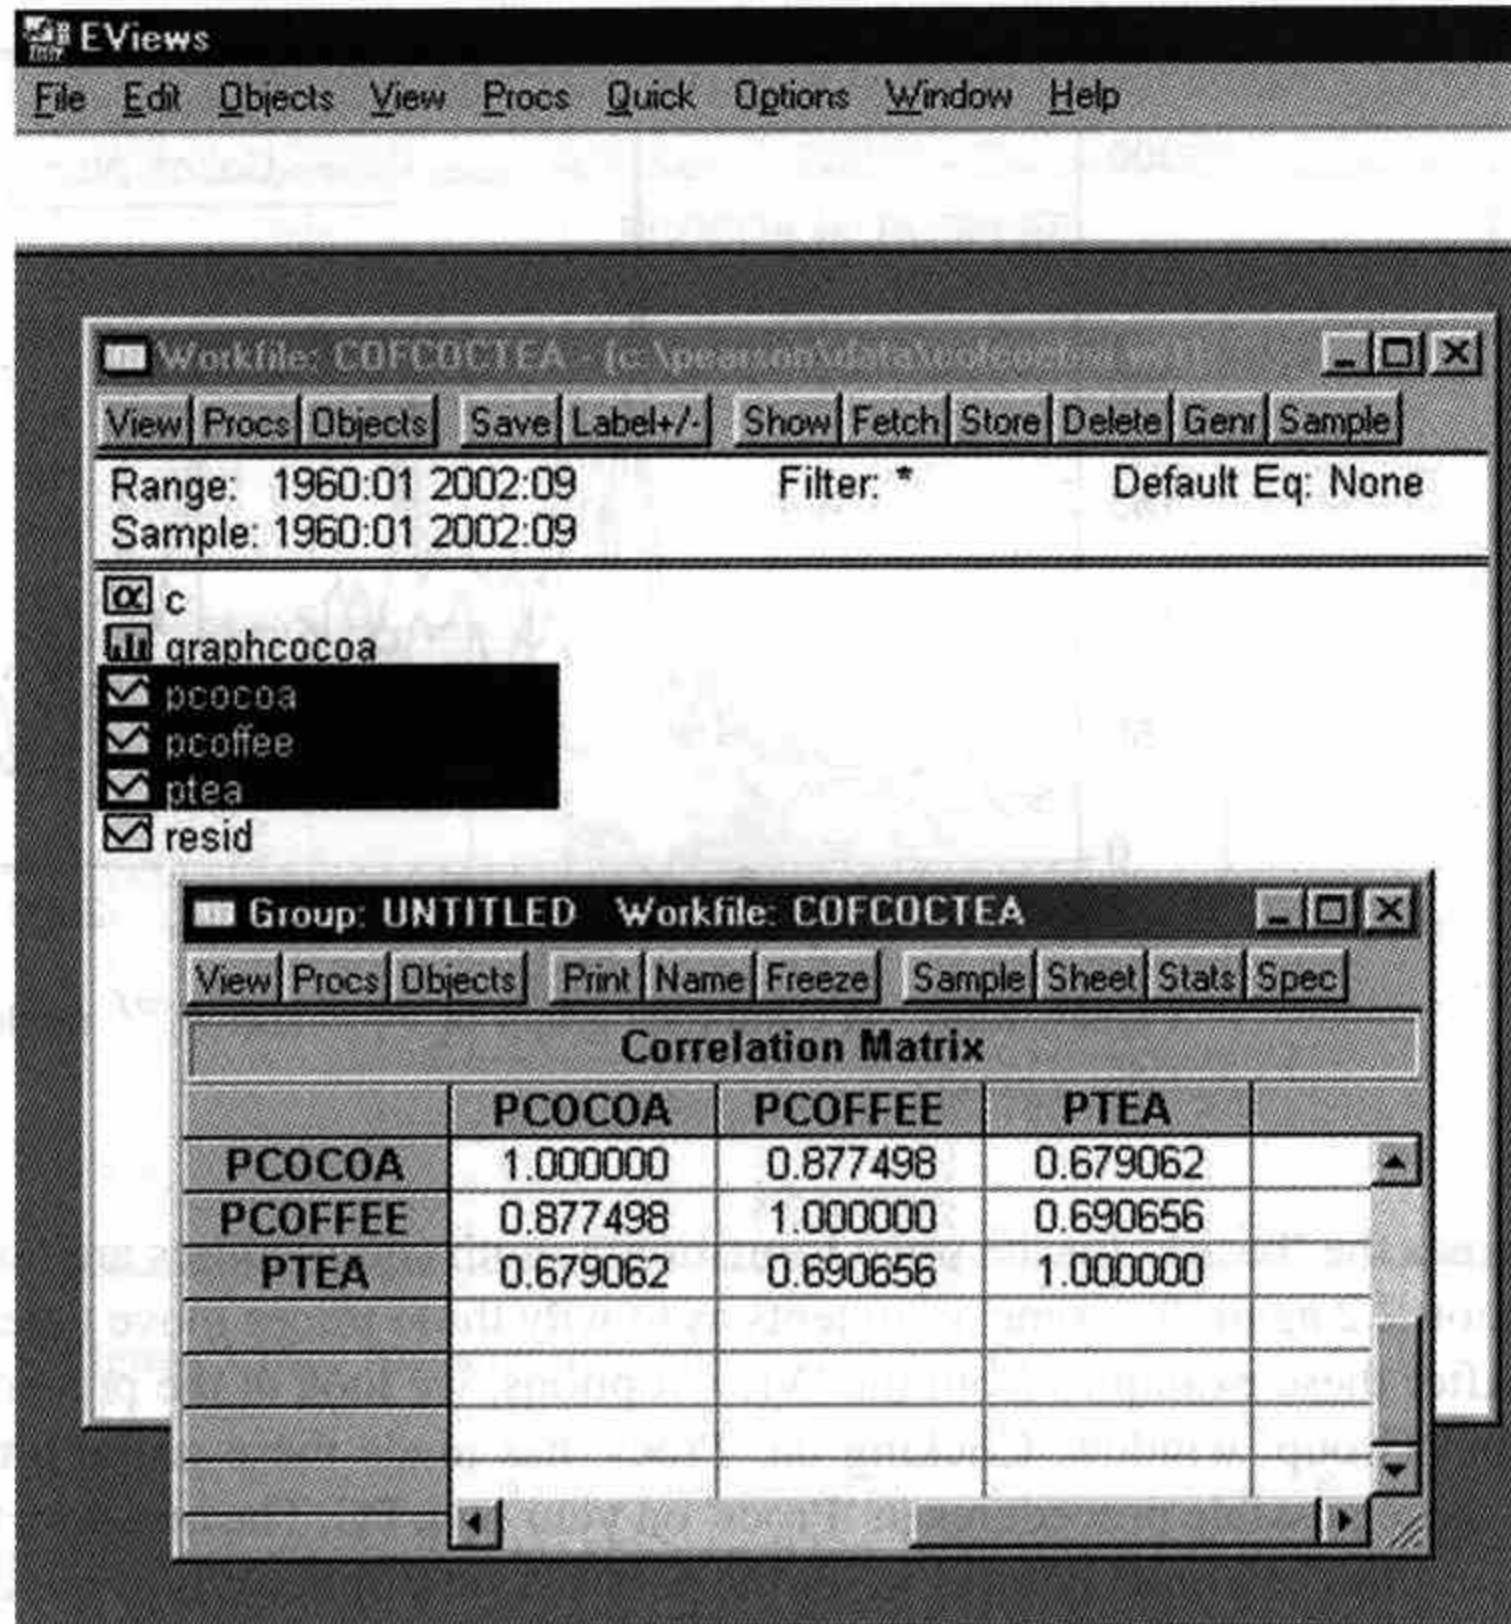 EViews
File Edit Objects View Procs Quick Options Window Help
Workfile: COFCOCTEA - (c:\pearson\data\
View Procs Objects Save Label+/- Show Fetch Store Delete Genr Sample
Range: 1960:01 2002:09 Filter: * Default Eq: None
Sample: 1960:01 2002:09
c
graphcocoa
pcocoa
pcoffee
ptea
resid
Group: UNTITLED Workfile: COFCOCTEA
View Procs Objects Print Name Freeze Sample Sheet Stats Spec
Correlation Matrix
PCOCOA PCOFFEE PTEA
PCOCOA 1.000000 0.877498 0.679062
PCOFFEE 0.877498 1.000000 0.690656
PTEA 0.679062 0.690656 1.000000